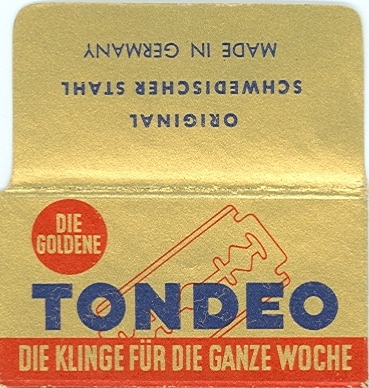 ORIGINAL
SCHWEDISCHER STAHL
MADE IN GERMANY
DIE
GOLDENE
TONDEO
DIE KLINGE FÜR DIE GANZE WOCHE